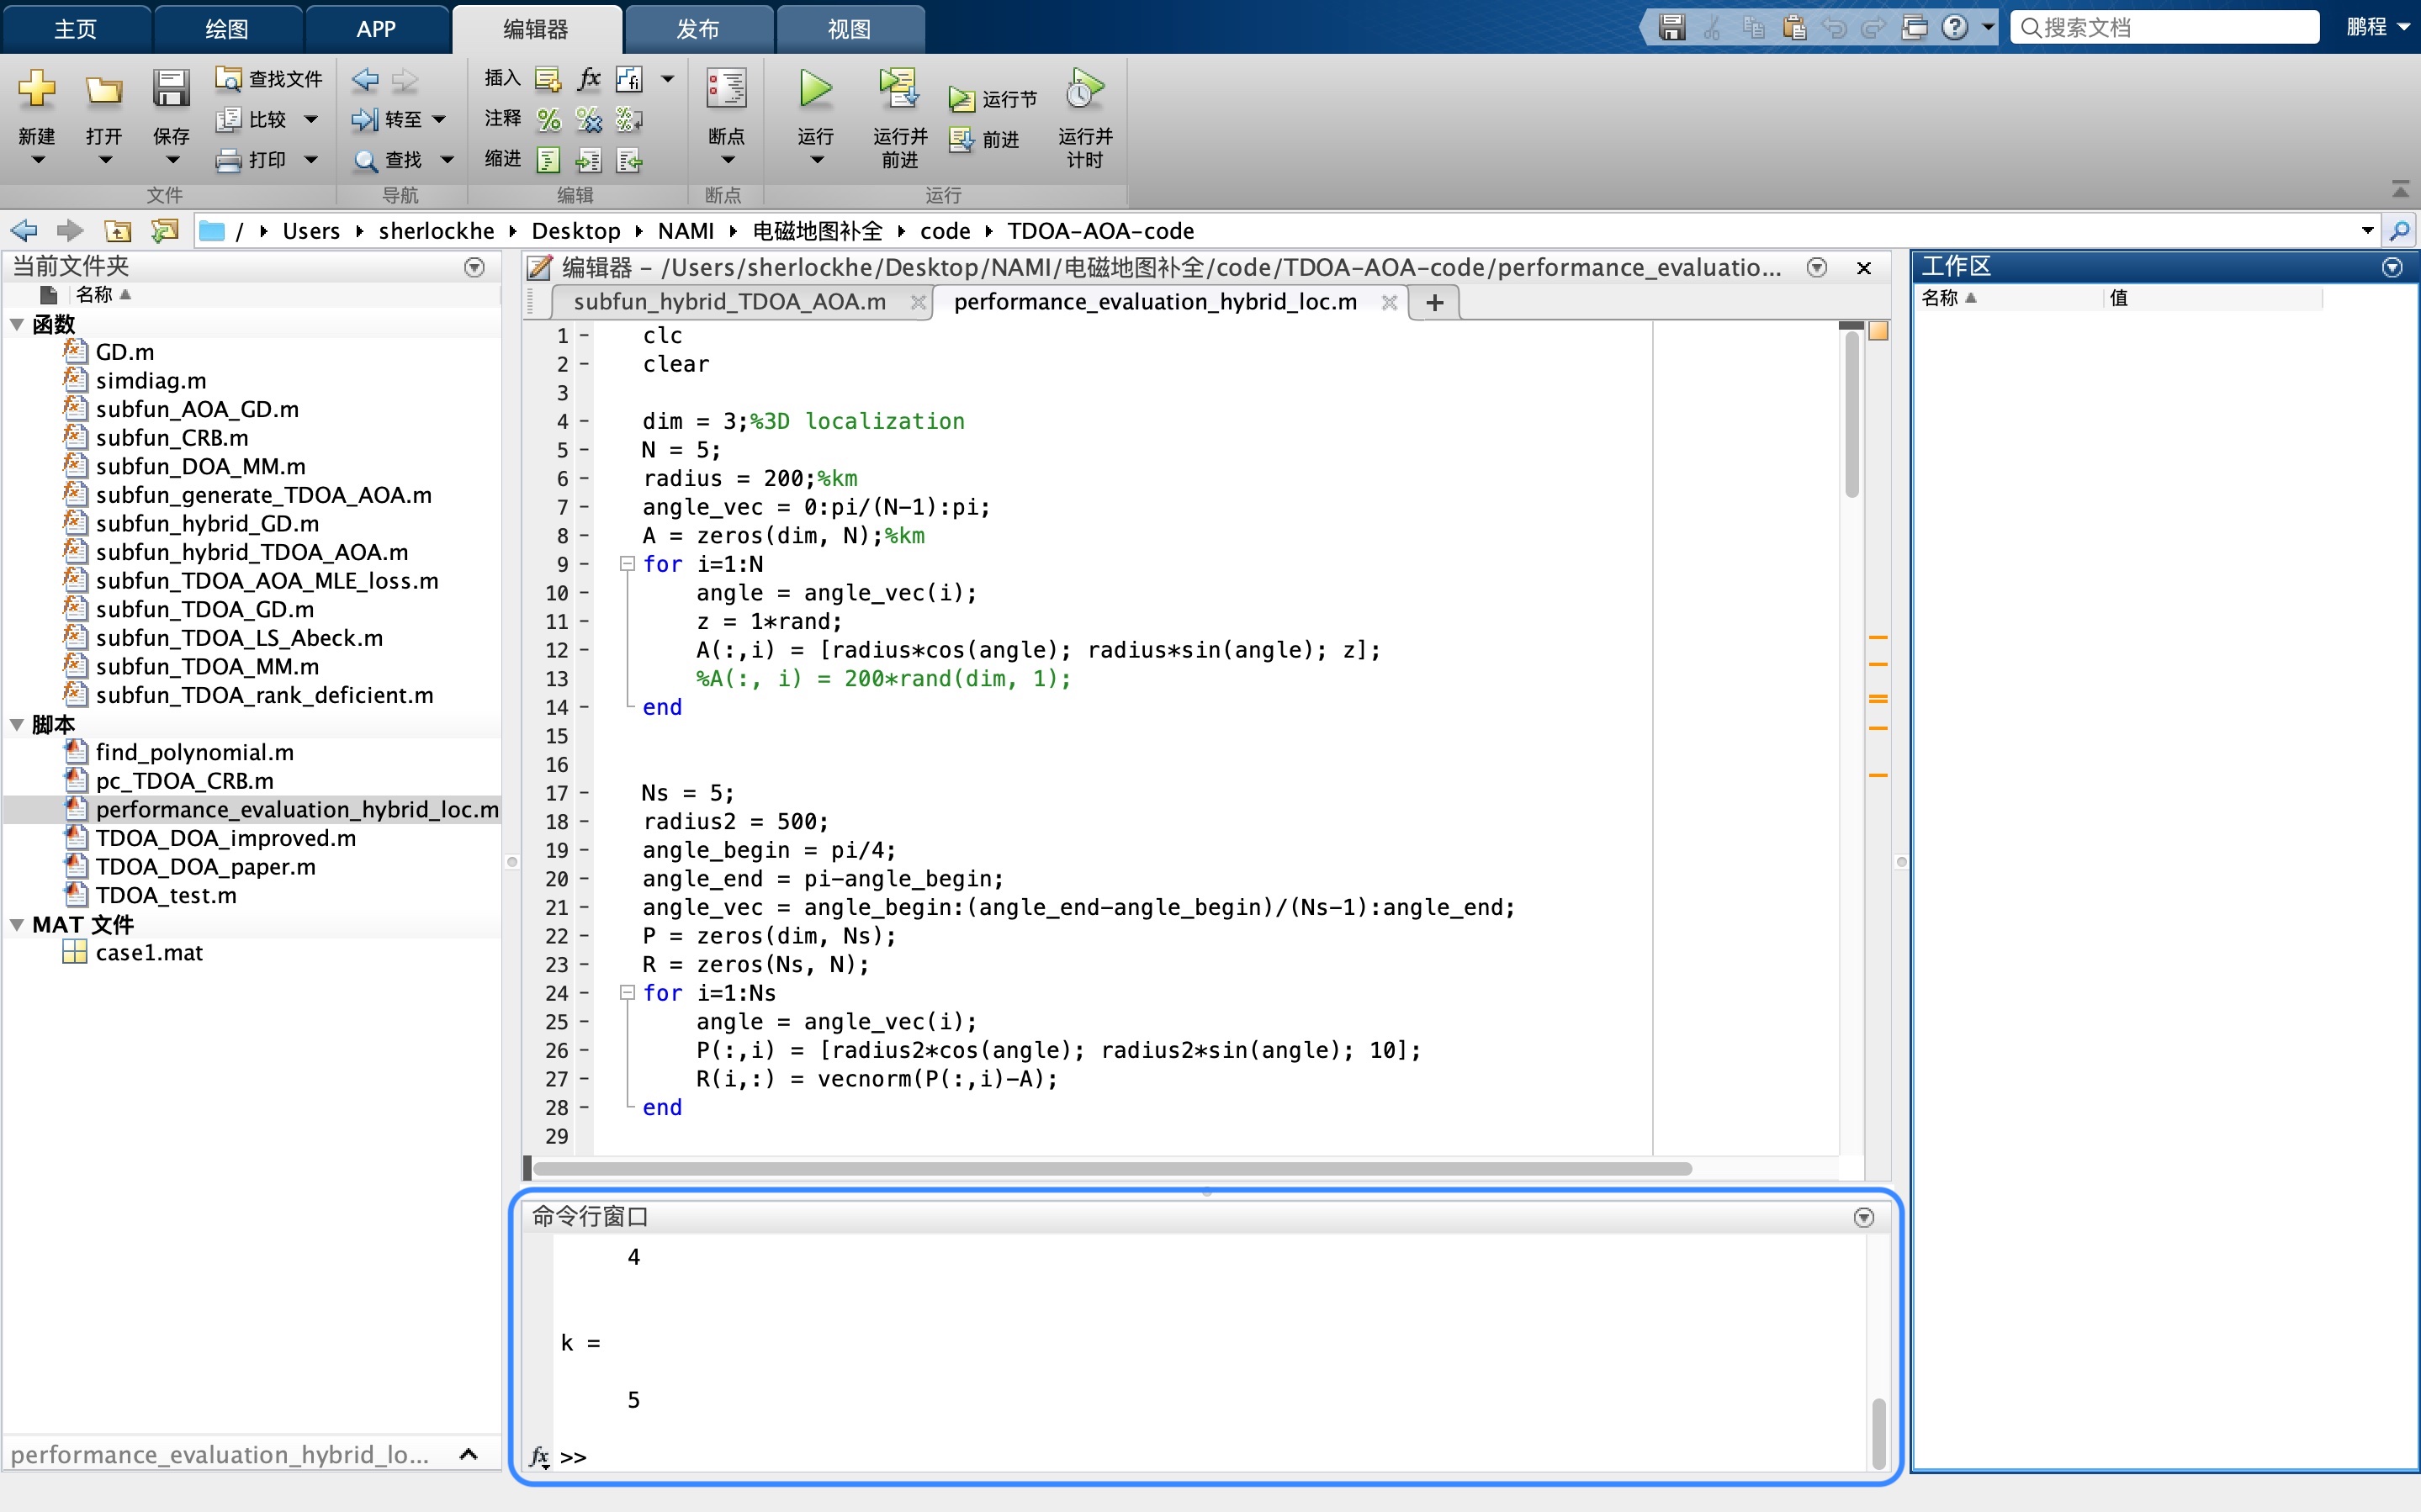 主页 绘图 APP 编辑器 发布 视图 搜索文档 鹏程
新建 打开 保存 查找文件 比较 打印
文件
转至 查找
导航
插入 fx fi
注释
缩进
编辑
断点
断点
运行 运行并前进 运行节 前进 运行并计时
运行
/ Users sherlockhe Desktop NAMI 电磁地图补全 code TDOA-AOA-code
当前文件夹
名称
函数
GD.m
simdiag.m
subfun_AOA_GD.m
subfun_CRB.m
subfun_DOA_MM.m
subfun_generate_TDOA_AOA.m
subfun_hybrid_GD.m
subfun_hybrid_TDOA_AOA.m
subfun_TDOA_AOA_MLE_loss.m
subfun_TDOA_GD.m
subfun_TDOA_LS_Abeck.m
subfun_TDOA_MM.m
subfun_TDOA_rank_deficient.m
脚本
find_polynomial.m
pc_TDOA_CRB.m
performance_evaluation_hybrid_loc.m
TDOA_DOA_improved.m
TDOA_DOA_paper.m
TDOA_test.m
MAT 文件
case1.mat
performance_evaluation_hybrid_lo...
编辑器 - /Users/sherlockhe/Desktop/NAMI/电磁地图补全/code/TDOA-AOA-code/performance_evaluatio...
subfun_hybrid_TDOA_AOA.m performance_evaluation_hybrid_loc.m +
1 - clc
2 - clear
3
4 - dim = 3;%3D localization
5 - N = 5;
6 - radius = 200;%km
7 - angle_vec = 0:pi/(N-1):pi;
8 - A = zeros(dim, N);%km
9 - for i=1:N
10 - angle = angle_vec(i);
11 - z = 1*rand;
12 - A(:,i) = [radius*cos(angle); radius*sin(angle); z];
13 %A(:, i) = 200*rand(dim, 1);
14 - end
15
16
17 - Ns = 5;
18 - radius2 = 500;
19 - angle_begin = pi/4;
20 - angle_end = pi-angle_begin;
21 - angle_vec = angle_begin:(angle_end-angle_begin)/(Ns-1):angle_end;
22 - P = zeros(dim, Ns);
23 - R = zeros(Ns, N);
24 - for i=1:Ns
25 - angle = angle_vec(i);
26 - P(:,i) = [radius2*cos(angle); radius2*sin(angle); 10];
27 - R(i,:) = vecnorm(P(:,i)-A);
28 - end
29
命令行窗口
4
k =
5
fx >>
工作区
名称 值